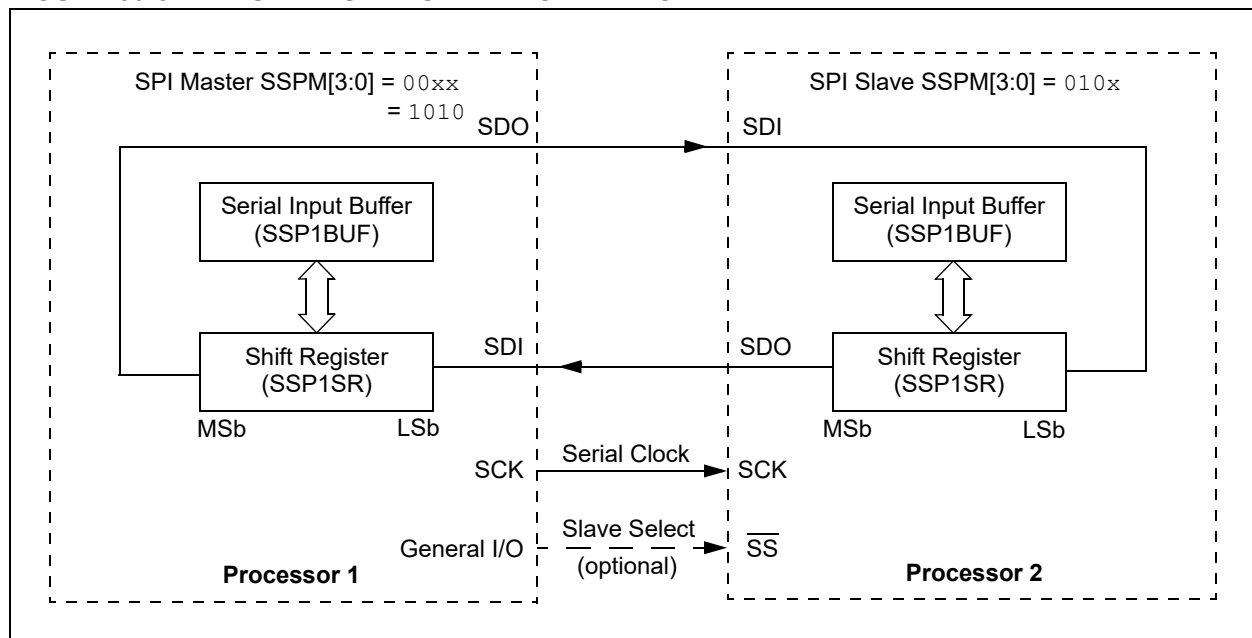 SPI Master SSPM[3:0] = 00xx
= 1010
SPI Slave SSPM[3:0] = 010x
SDO
SDI
Serial Input Buffer
(SSP1BUF)
Serial Input Buffer
(SSP1BUF)
Shift Register
(SSP1SR)
SDI
SDO
Shift Register
(SSP1SR)
MSb
LSb
MSb
LSb
SCK
Serial Clock
SCK
General I/O
Slave Select
(optional)
SS
Processor 1
Processor 2